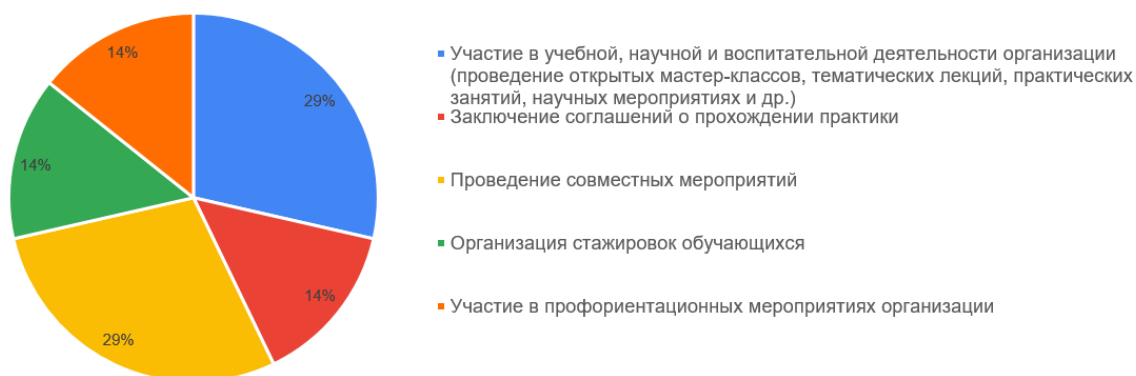 14%
29%
14%
14%
29%
Участие в учебной, научной и воспитательной деятельности организации
(проведение открытых мастер-классов, тематических лекций, практических
занятий, научных мероприятиях и др.)
Заключение соглашений о прохождении практики
Проведение совместных мероприятий
Организация стажировок обучающихся
Участие в профориентационных мероприятиях организации